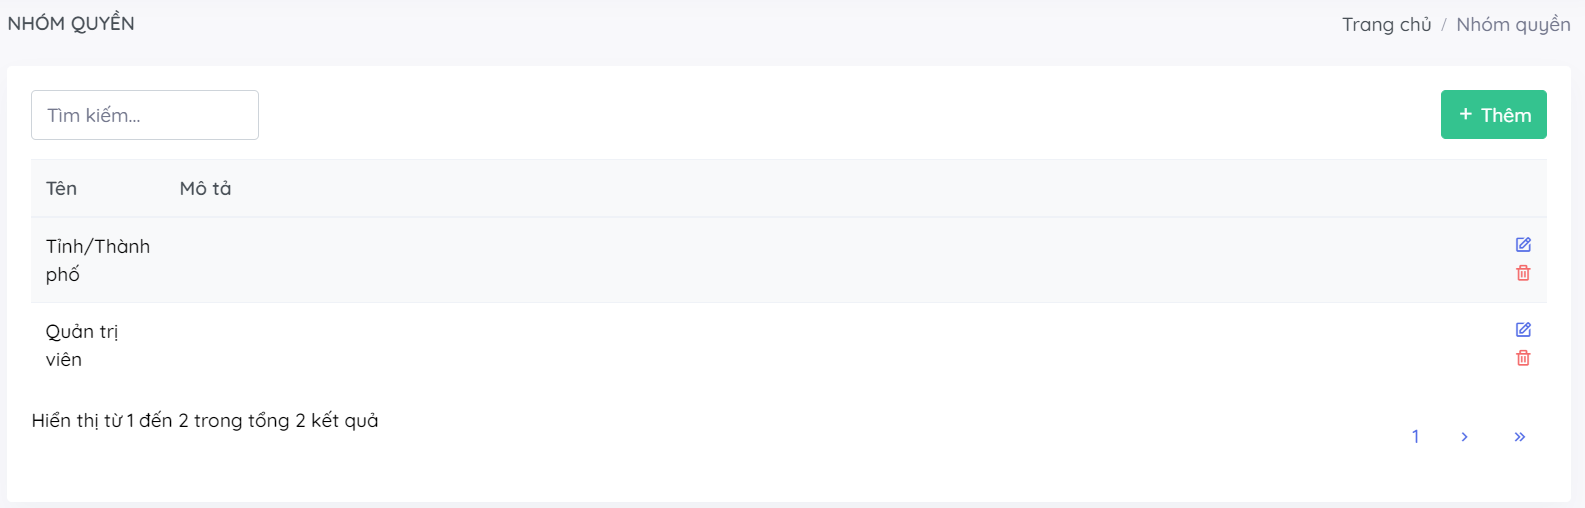 NHÓM QUYỀN
Trang chủ / Nhóm quyền
Tìm kiếm...
+ Thêm
Tên Mô tả
Tỉnh/Thành
phố
Quản trị
viên
Hiển thị từ 1 đến 2 trong tổng 2 kết quả
1 › »